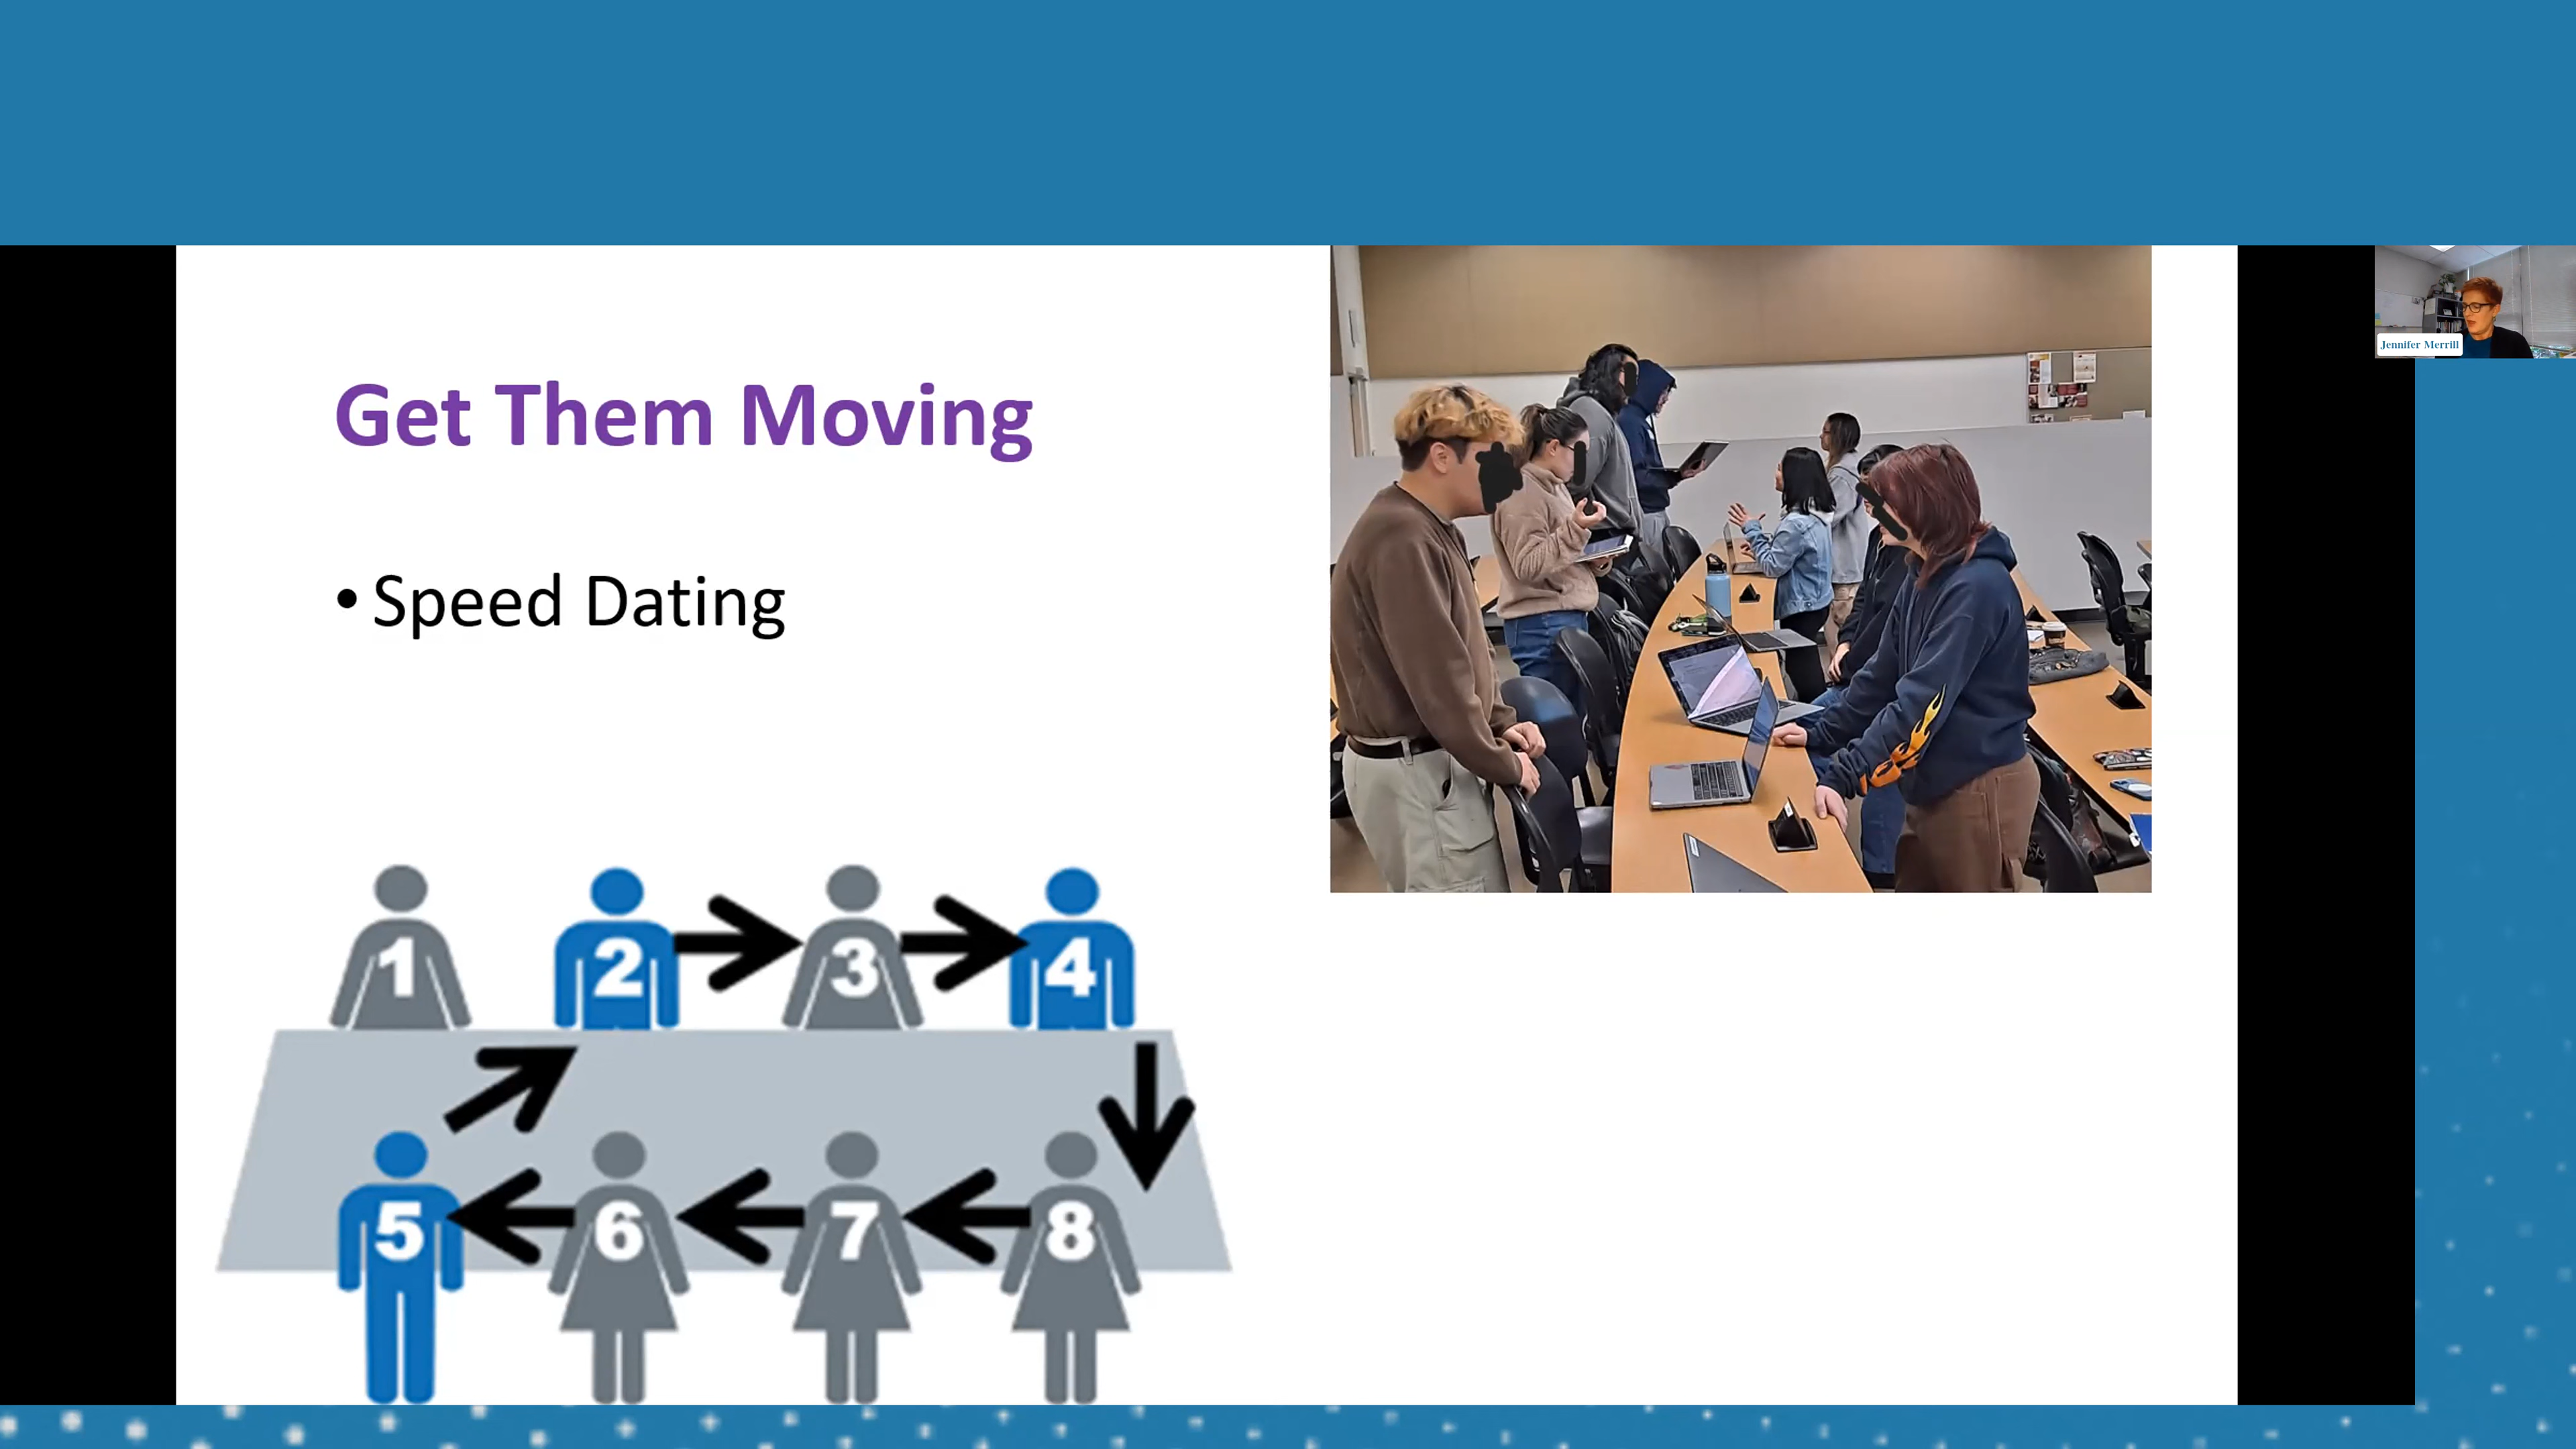 Get Them Moving
Jennifer Merrill
• Speed Dating
1 2 3 4
5 6 7 8